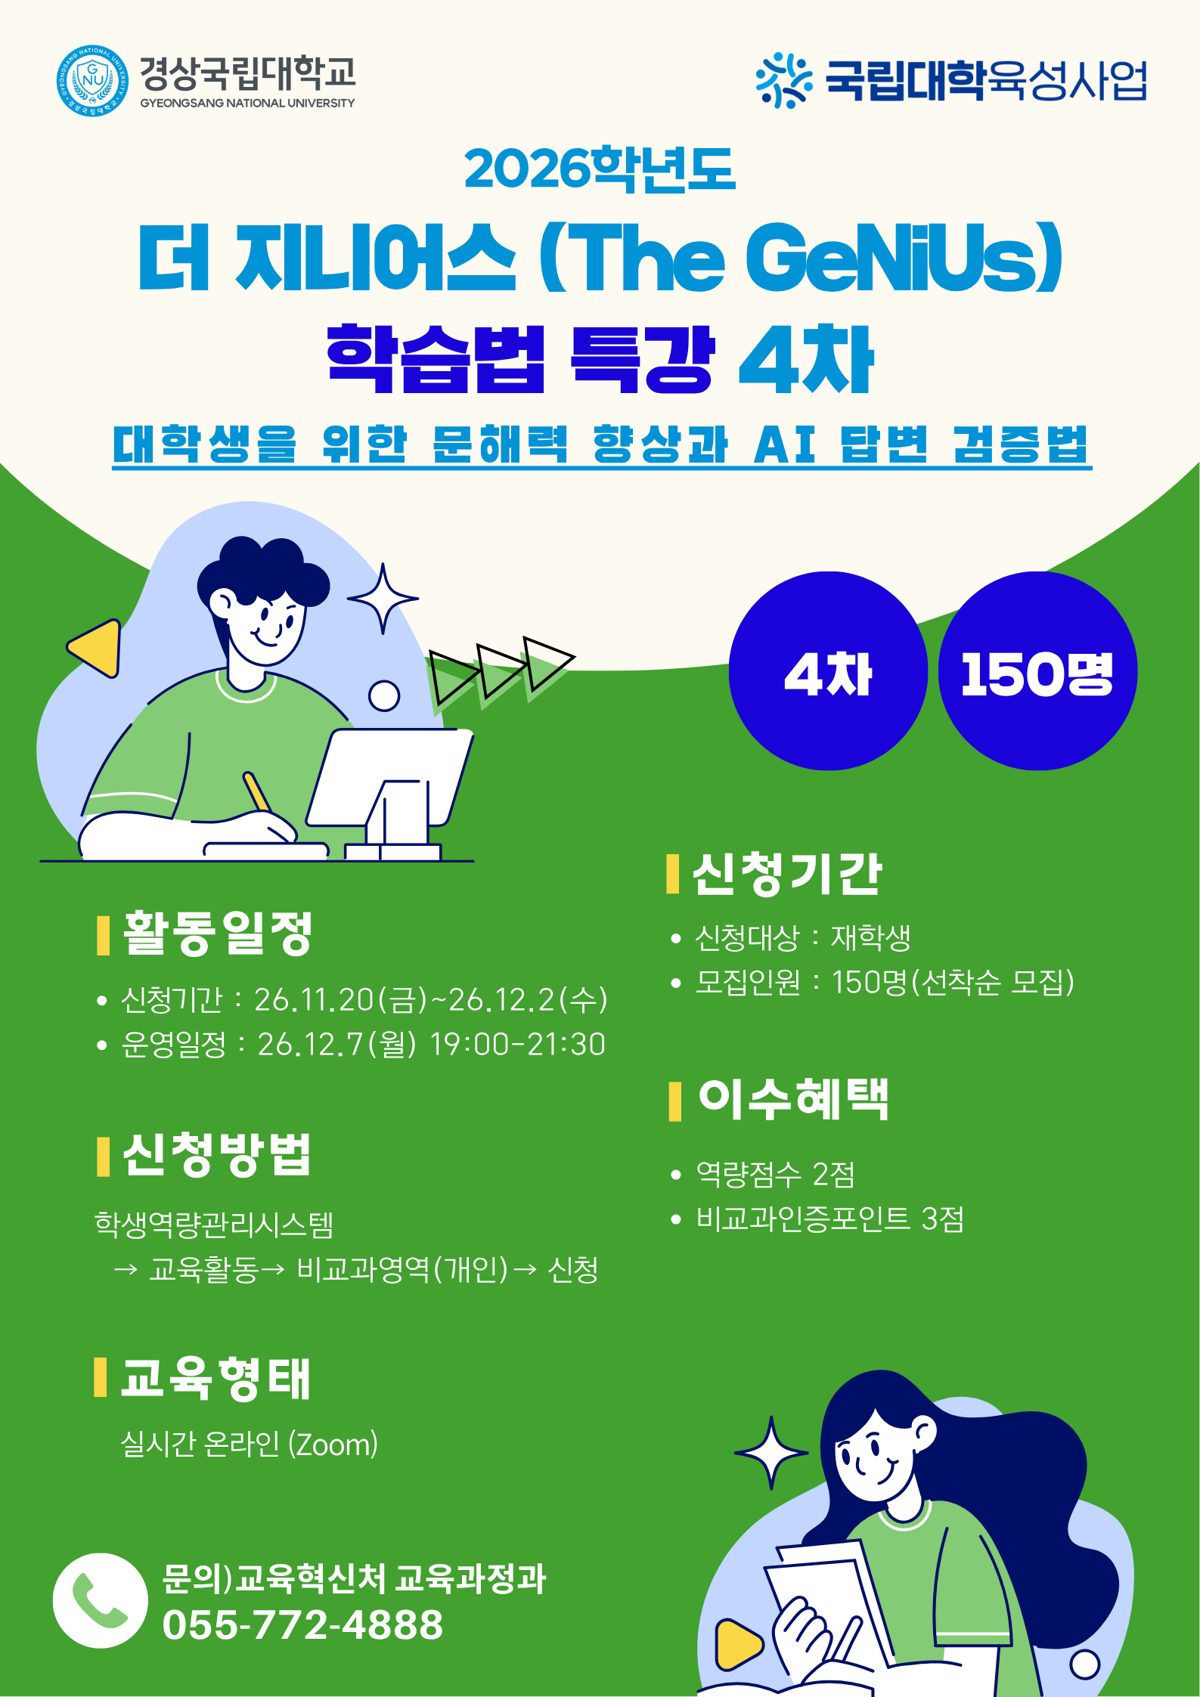 경상국립대학교
GYEONGSANG NATIONAL UNIVERSITY
국립대학육성사업
2026학년도
더 지니어스 (The GeNiUs)
학습법 특강 4차
대학생을 위한 문해력 향상과 AI 답변 검증법
4차
150명
활동일정
• 신청기간 : 26.11.20(금)~26.12.2(수)
• 운영일정 : 26.12.7(월) 19:00-21:30
신청방법
학생역량관리시스템
→ 교육활동→ 비교과영역(개인)→ 신청
교육형태
실시간 온라인 (Zoom)
신청기간
• 신청대상 : 재학생
• 모집인원 : 150명(선착순 모집)
이수혜택
• 역량점수 2점
• 비교과인증포인트 3점
문의)교육혁신처 교육과정과
055-772-4888